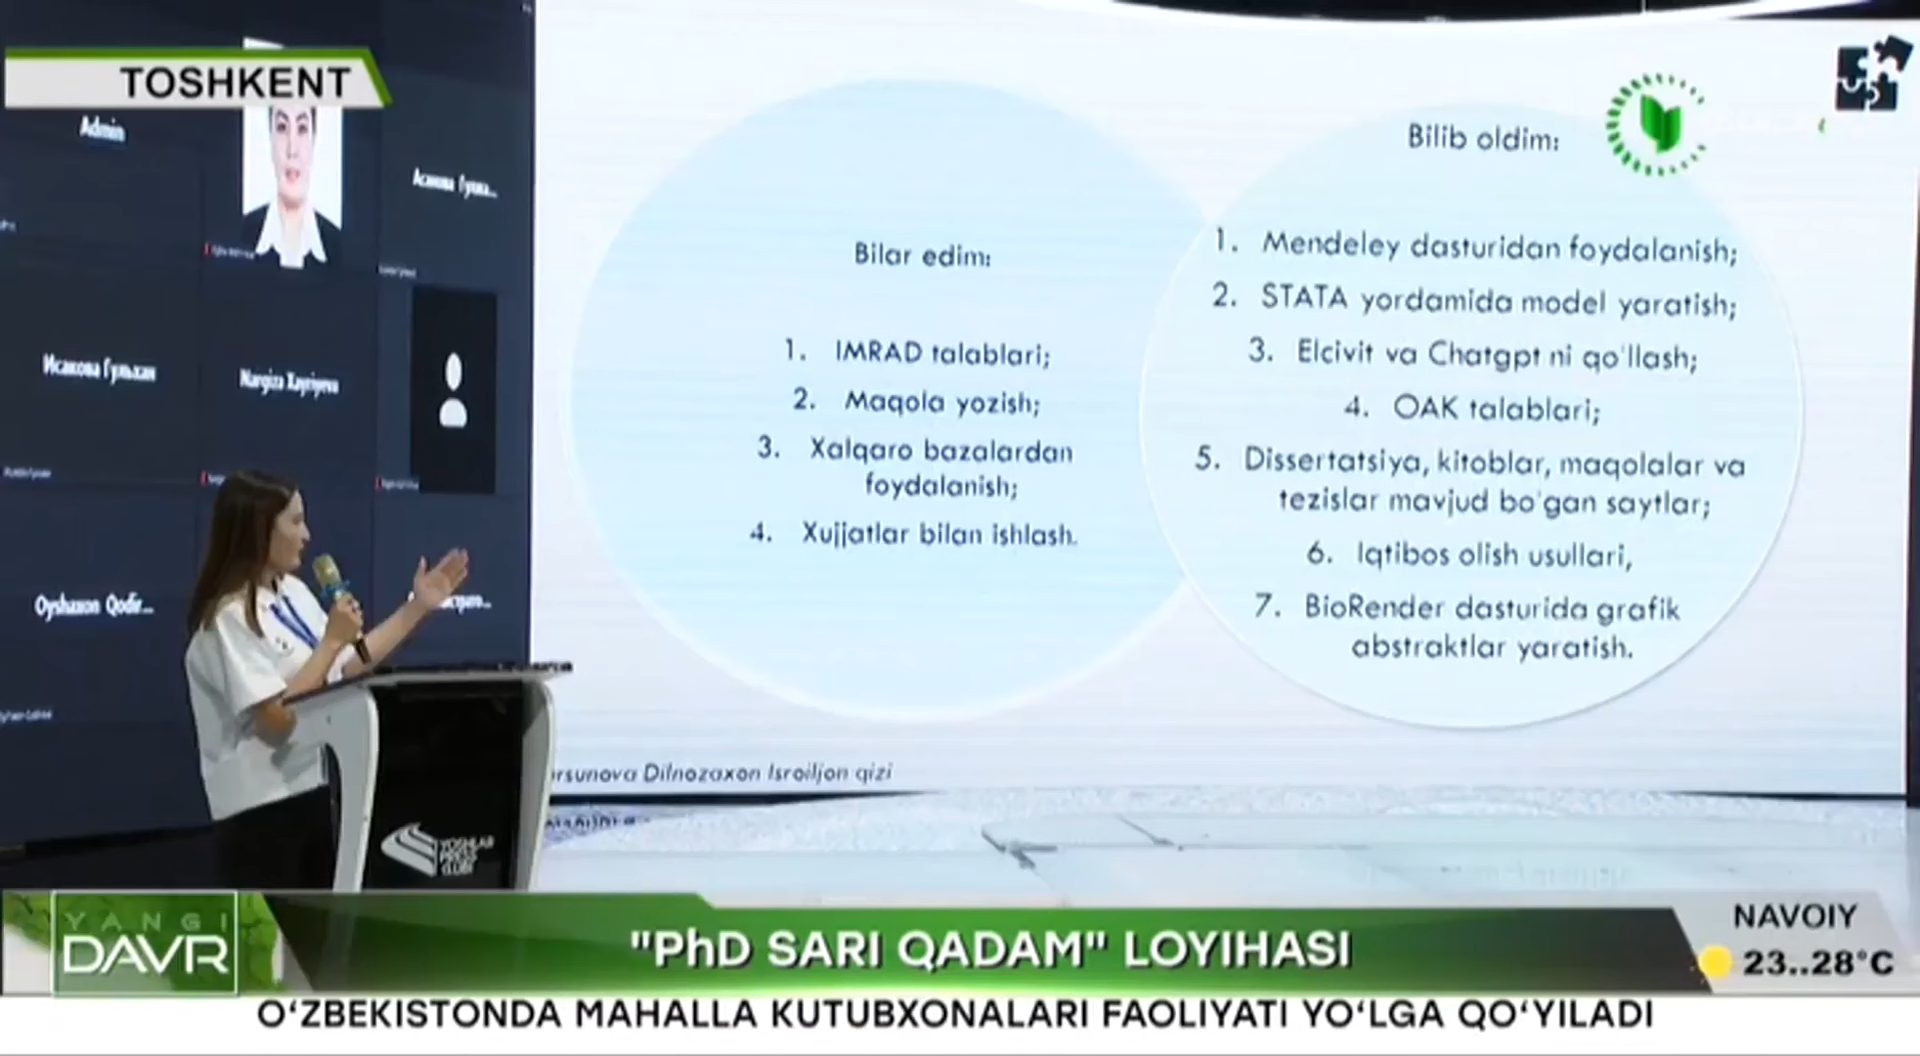 TOSHKENT
Admin
Исакова Гульхан
Nargiza Xayriyeva
Oyshaxon Qodir...
Bilar edim:
1. IMRAD talablari;
2. Maqola yozish;
3. Xalqaro bazalardan
foydalanish;
4. Xujjatlar bilan ishlash.
Bilib oldim:
1. Mendeley dasturidan foydalanish;
2. STATA yordamida model yaratish;
3. Elcivit va Chatgpt ni qo'llash;
4. OAK talablari;
5. Dissertatsiya, kitoblar, maqolalar va
tezislar mavjud bo'gan saytlar;
6. Iqtibos olish usullari,
7. BioRender dasturida grafik
abstraktlar yaratish.
Dilnozaxon Isroiljon qizi
YOSHLAR
PRESS
CLUBI
YANGI
DAVR
"PhD SARI QADAM" LOYIHASI
NAVOIY
23..28°C
O‘ZBEKISTONDA MAHALLA KUTUBXONALARI FAOLIYATI YO‘LGA QO‘YILADI